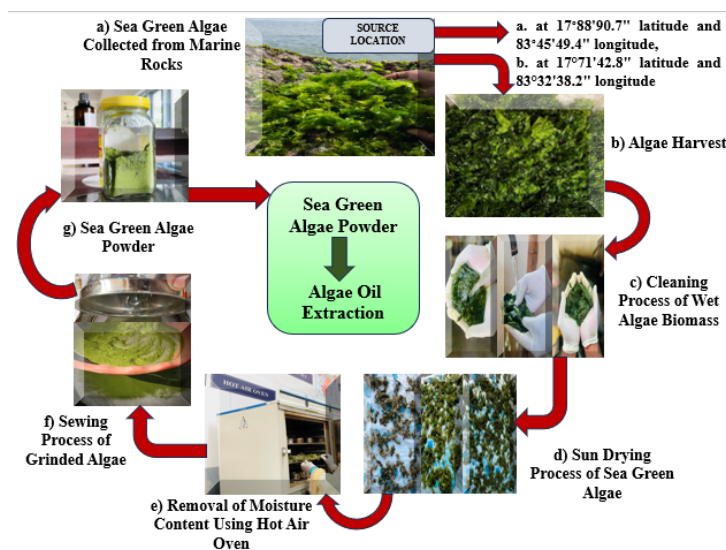 a) Sea Green Algae
Collected from Marine
Rocks
SOURCE
LOCATION
a. at 17°88'90.7" latitude and
83°45'49.4" longitude,
b. at 17°71'42.8" latitude and
83°32'38.2" longitude
b) Algae Harvest
c) Cleaning
Process of Wet
Algae Biomass
d) Sun Drying
Process of Sea Green
Algae
HOT AIR OVEN
e) Removal of Moisture
Content Using Hot Air
Oven
f) Sewing
Process of
Grinded Algae
g) Sea Green Algae
Powder
Sea Green
Algae Powder
Algae Oil
Extraction